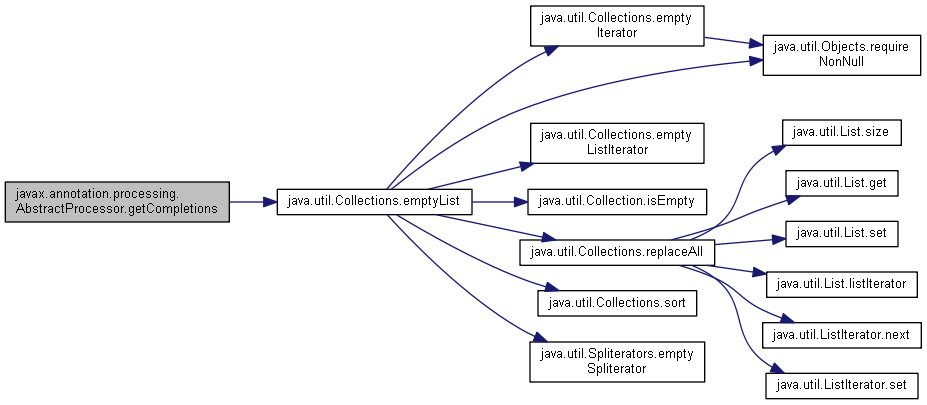 javax.annotation.processing.
AbstractProcessor.getCompletions
java.util.Collections.emptyList
java.util.Collections.empty
Iterator
java.util.Objects.require
NonNull
java.util.Collections.empty
ListIterator
java.util.Collection.isEmpty
java.util.Collections.replaceAll
java.util.List.size
java.util.List.get
java.util.List.set
java.util.List.listIterator
java.util.ListIterator.next
java.util.ListIterator.set
java.util.Collections.sort
java.util.Spliterators.empty
Spliterator